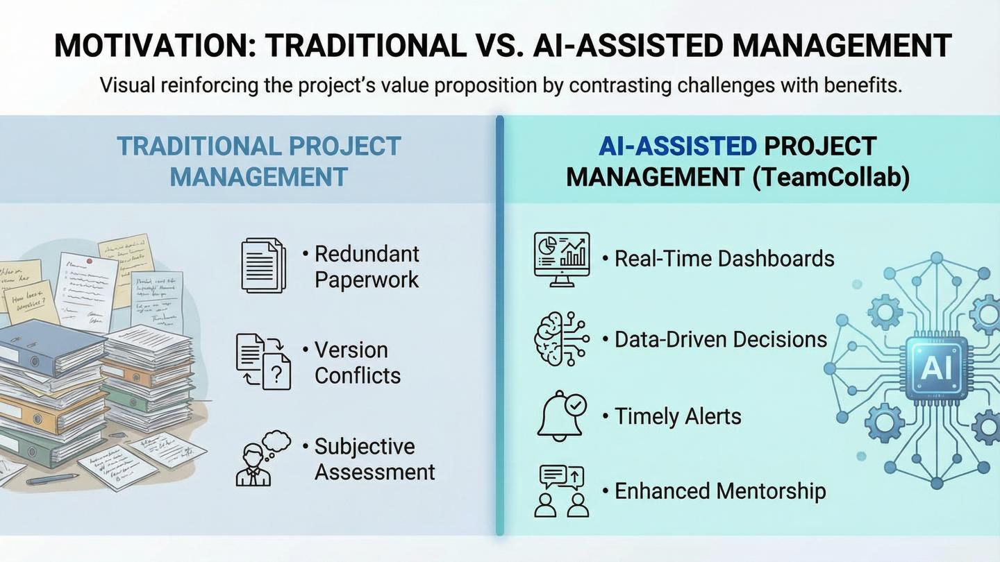 MOTIVATION: TRADITIONAL VS. AI-ASSISTED MANAGEMENT
Visual reinforcing the project's value proposition by contrasting challenges with benefits.
TRADITIONAL PROJECT
MANAGEMENT
• Redundant
Paperwork
• Version
Conflicts
?
• Subjective
Assessment
AI-ASSISTED PROJECT
MANAGEMENT (TeamCollab)
• Real-Time Dashboards
• Data-Driven Decisions
• Timely Alerts
• Enhanced Mentorship
AI